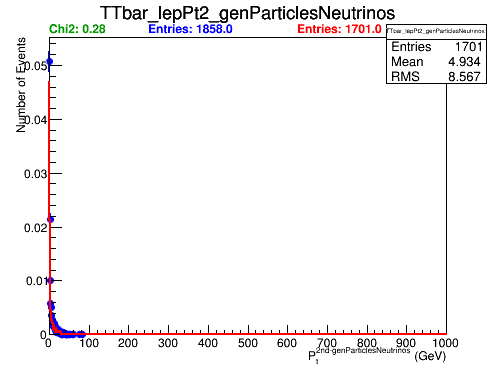 TTbar_lepPt2_genParticlesNeutrinos
Chi2: 0.28 Entries: 1858.0 Entries: 1701.0
TTbar_lepPt2_genParticlesNeutrinos
Entries 1701
Mean 4.934
RMS 8.567
Number of Events
0.05
0.04
0.03
0.02
0.01
0
0 100 200 300 400 500 600 700 800 900 1000
P_t^2nd-genParticlesNeutrinos (GeV)